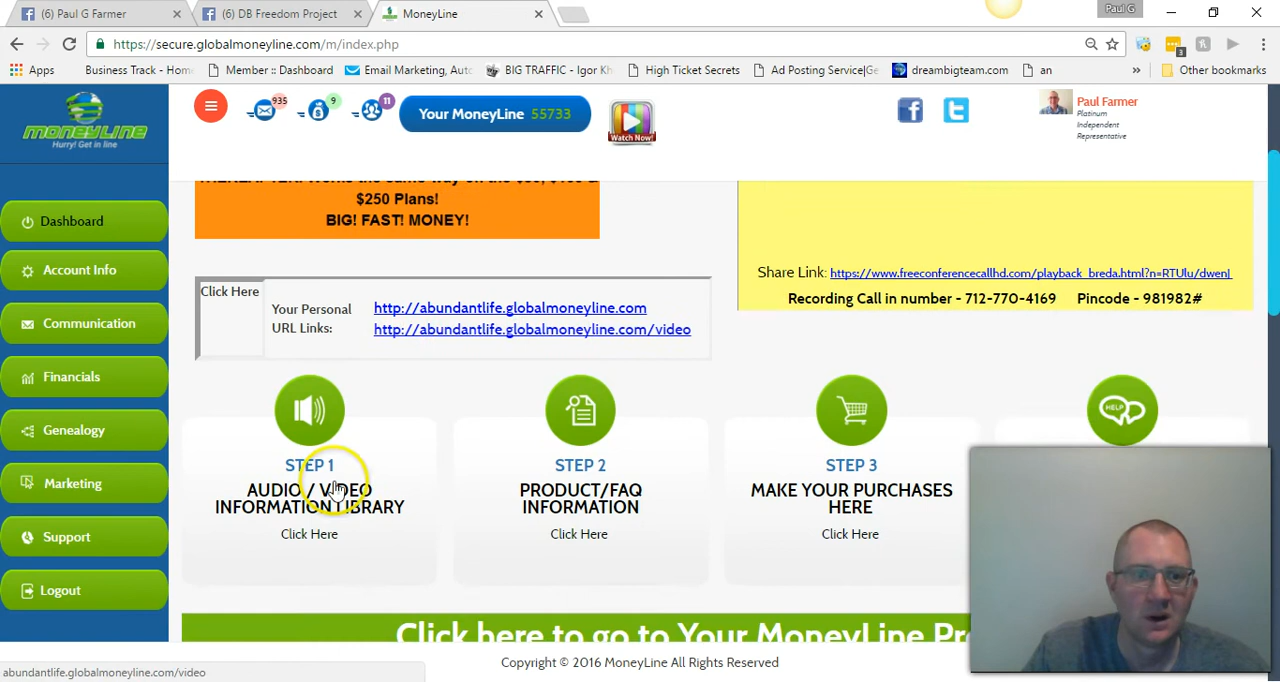 (6) Paul G Farmer
(6) DB Freedom Project
MoneyLine
Paul G
https://secure.globalmoneyline.com/m/index.php
3
Apps
Business Track - Hom
Member :: Dashboard
Email Marketing, Aut
BIG TRAFFIC - Igor Kh
High Ticket Secrets
Ad Posting Service|Ge
dreambigteam.com
an
»
Other bookmarks
MONEYLINE
Hurry! Get in line
935
9
11
Your MoneyLine 55733
Watch Now!
Paul Farmer
Platinum
Independent
Representative
Dashboard
Account Info
Communication
Financials
Genealogy
Marketing
Support
Logout
$250 Plans!
BIG! FAST! MONEY!
Share Link: https://www.freeconferencecallhd.com/playback_breda.html?n=RTUlu/dwenl
Recording Call in number - 712-770-4169 Pincode - 981982#
Click Here
Your Personal
URL Links:
http://abundantlife.globalmoneyline.com
http://abundantlife.globalmoneyline.com/video
HELP
STEP 1
AUDIO / VIDEO
INFORMATION LIBRARY
Click Here
STEP 2
PRODUCT/FAQ
INFORMATION
Click Here
STEP 3
MAKE YOUR PURCHASES
HERE
Click Here
Click here to go to Your MoneyLine Pr
Copyright © 2016 MoneyLine All Rights Reserved
abundantlife.globalmoneyline.com/video